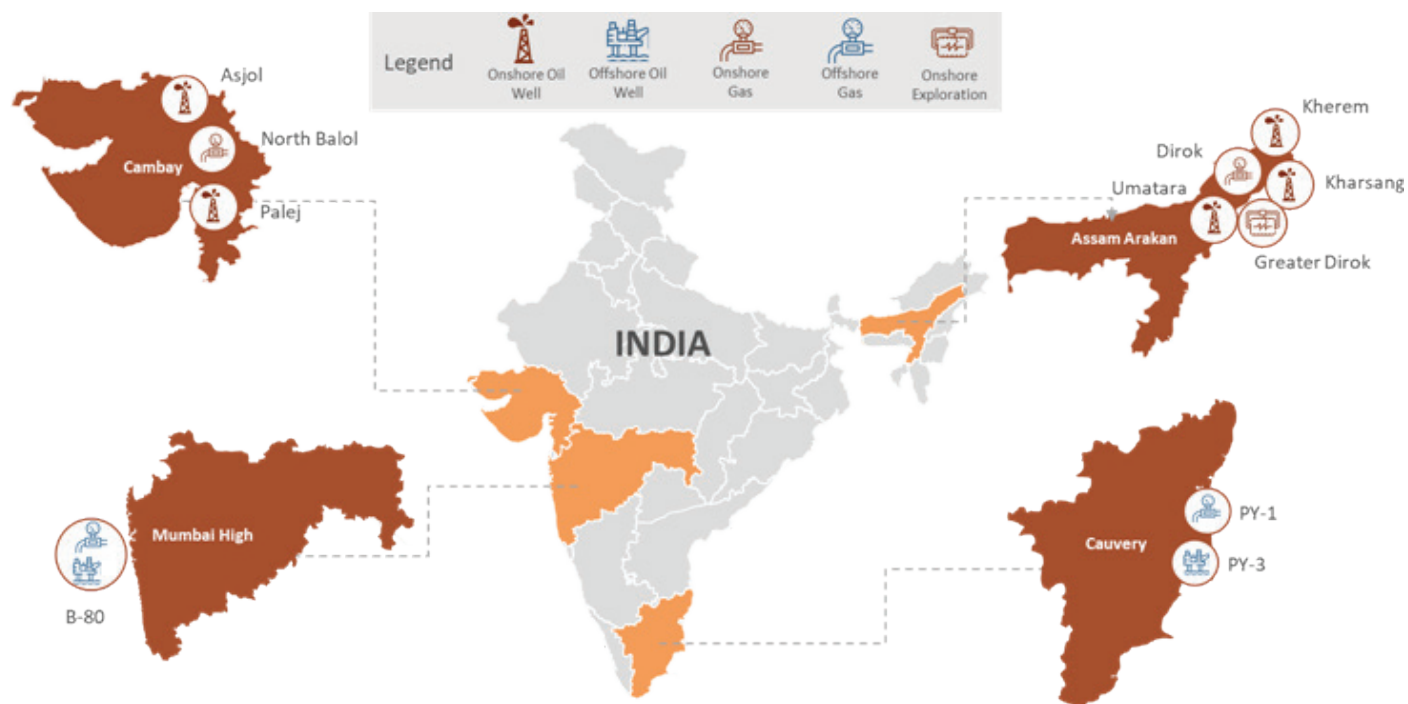 Legend
Onshore Oil
Well
Offshore Oil
Well
Onshore
Gas
Offshore
Gas
Onshore
Exploration
Asjol
North Balol
Cambay
Palej
Kherem
Dirok
Umatara
Kharsang
Assam Arakan
Greater Dirok
INDIA
Mumbai High
B-80
PY-1
Cauvery
PY-3